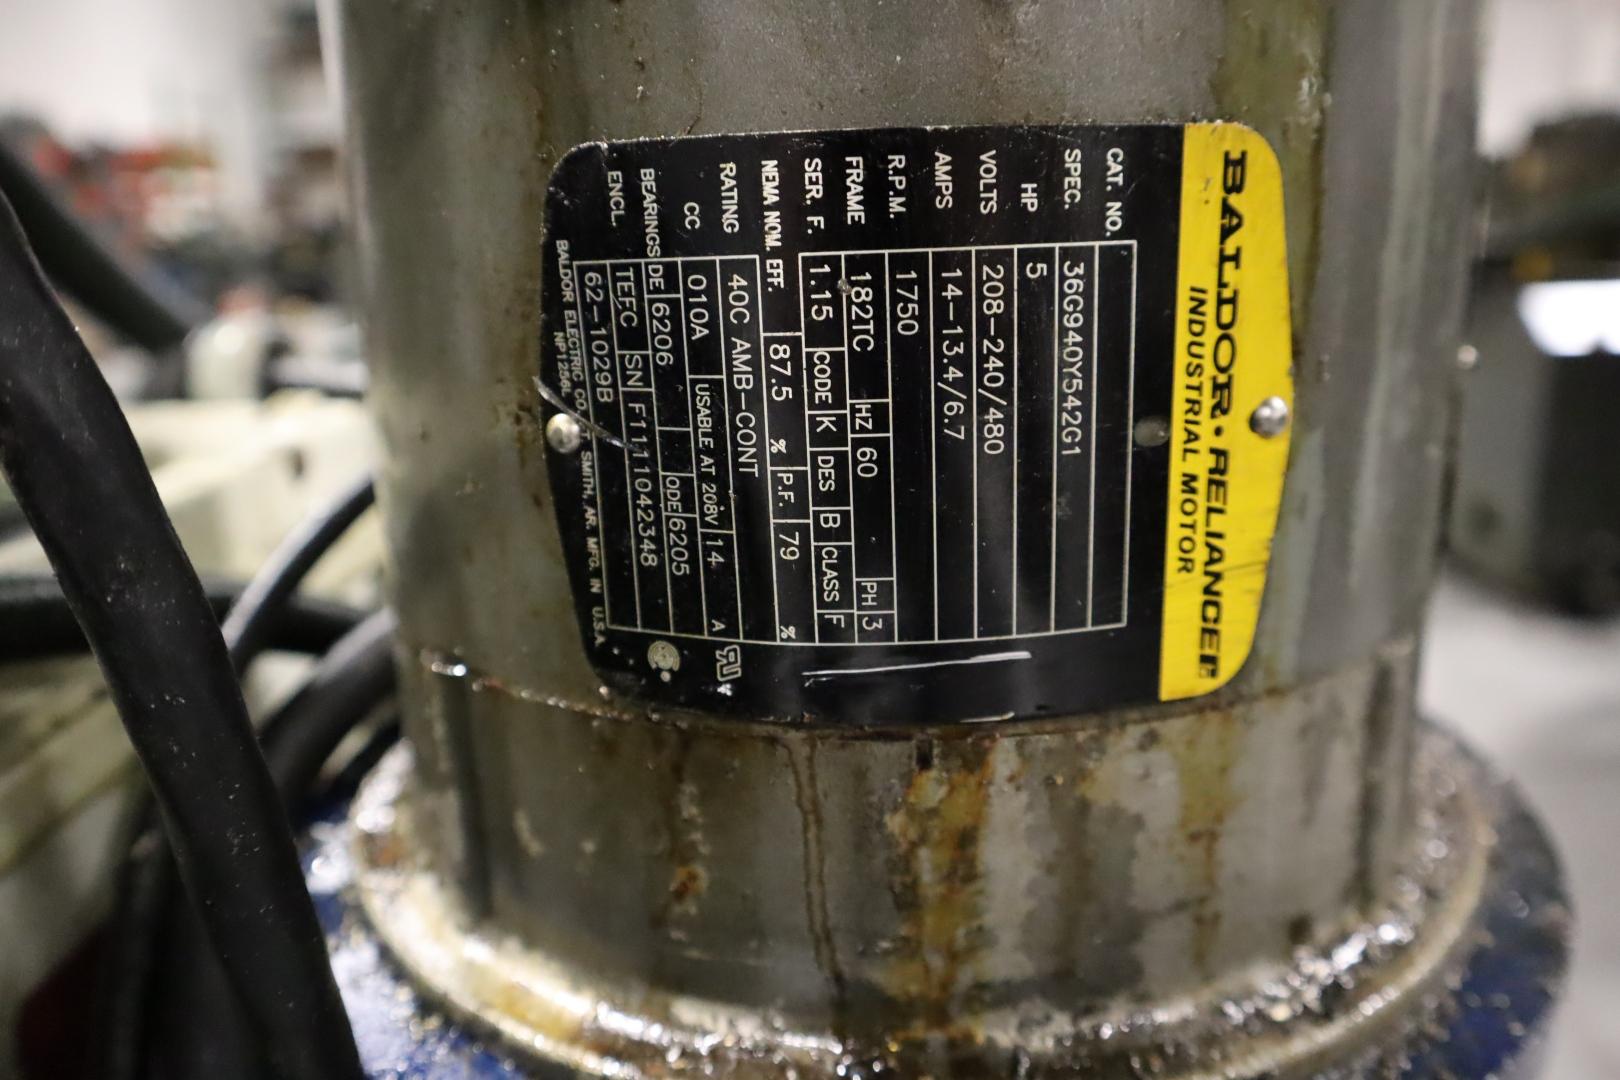 BALDOR • RELIANCER
INDUSTRIAL MOTOR
CAT. NO.
SPEC. 36G940Y542G1
HP 5
VOLTS 208-240/480
AMPS 14-13.4/6.7
R.P.M. 1750
FRAME 182TC HZ 60 PH 3
SER. F. 1.15 CODE K DES B CLASS F
NEMA NOM. EFF. 87.5 % P.F. 79 %
RATING 40C AMB-CONT
CC 010A USABLE AT 208V 14 A
BEARINGS DE 6206 ODE 6205
ENCL. TEFC SN F1111042348
62-1029B
BALDOR ELECTRIC CO. FT. SMITH, AR. MFG. IN U.S.A.
NP1256L